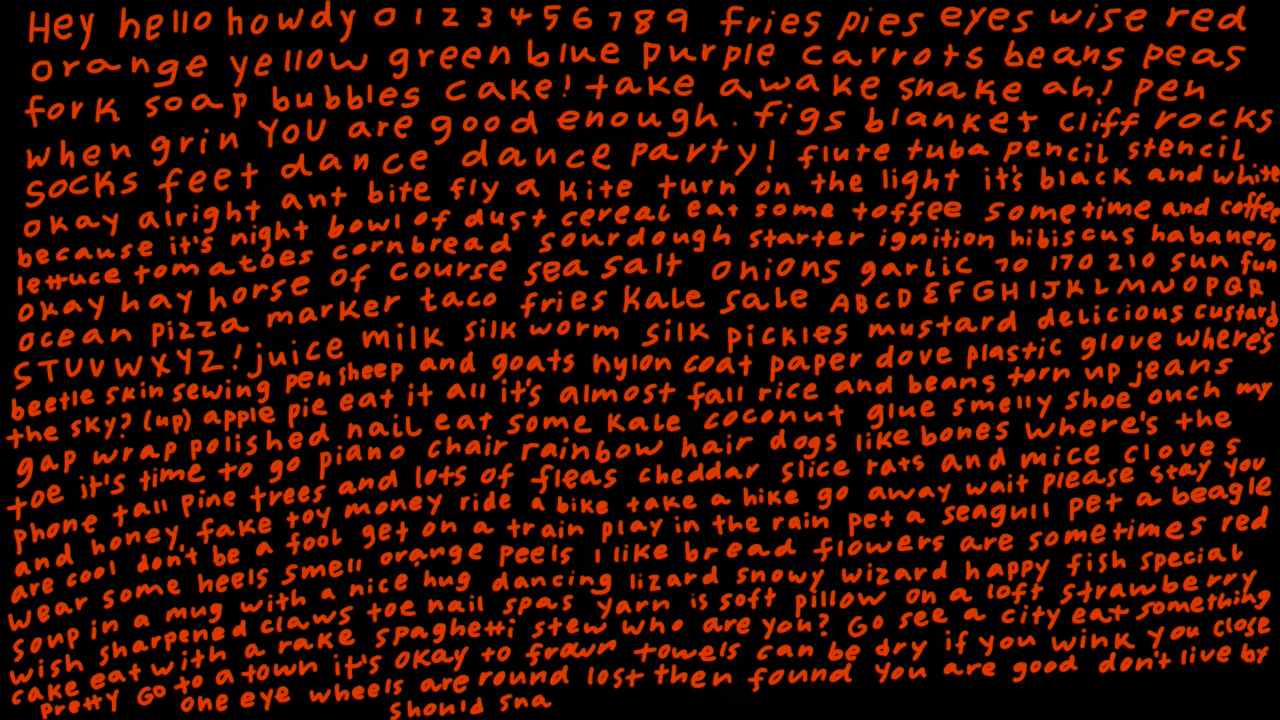 Hey hello howdy 0 1 2 3 4 5 6 7 8 9 fries pies eyes wise red
orange yellow green blue purple carrots beans peas
fork soap bubbles cake! take awake snake ah! pen
when grin YOU are good enough. figs blanket cliff rocks
socks feet dance dance party! flute tuba pencil stencil
okay alright ant bite fly a kite turn on the light it's black and white
because it's night bowl of dust cereal eat some toffee sometime and coffee
lettuce tomatoes cornbread sourdough starter ignition hibiscus habanero
okay hay horse of course sea salt onions garlic 70 170 210 sun fun
ocean pizza marker taco fries kale sale ABCDEFGHIJKLMNOPQR
STUVWXYZ! juice milk silk worm silk pickles mustard delicious custard
beetle skin sewing pen sheep and goats nylon coat paper dove plastic glove where's
the sky? (up) apple pie eat it all it's almost fall rice and beans torn up jeans
gap wrap polished nail eat some kale coconut glue smelly shoe ouch my
toe it's time to go piano chair rainbow hair dogs like bones where's the
phone tall pine trees and lots of fleas cheddar slice rats and mice cloves
and honey fake toy money ride a bike take a hike go away wait please stay you
are cool don't be a fool get on a train play in the rain pet a seagull pet a beagle
wear some heels smell orange peels I like bread flowers are sometimes red
soup in a mug with a nice hug dancing lizard snowy wizard happy fish special
wish sharpened claws toe nail spas yarn is soft pillow on a loft strawberry
cake eat with a rake spaghetti stew who are you? Go see a city eat something
pretty Go to a town it's okay to frown towels can be dry if you wink you close
one eye wheels are round lost then found you are good don't live by
should sna